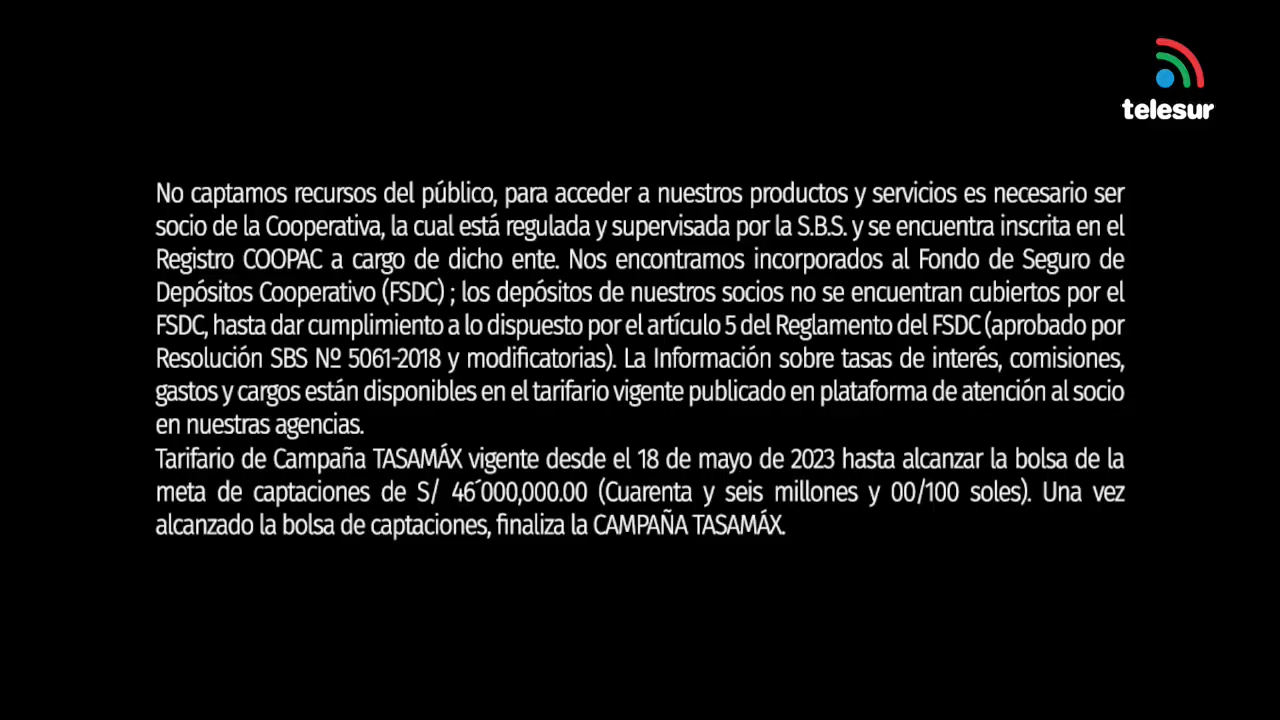 telesur
No captamos recursos del público, para acceder a nuestros productos y servicios es necesario ser
socio de la Cooperativa, la cual está regulada y supervisada por la S.B.S. y se encuentra inscrita en el
Registro COOPAC a cargo de dicho ente. Nos encontramos incorporados al Fondo de Seguro de
Depósitos Cooperativo (FSDC) ; los depósitos de nuestros socios no se encuentran cubiertos por el
FSDC, hasta dar cumplimiento a lo dispuesto por el artículo 5 del Reglamento del FSDC (aprobado por
Resolución SBS Nº 5061-2018 y modificatorias). La Información sobre tasas de interés, comisiones,
gastos y cargos están disponibles en el tarifario vigente publicado en plataforma de atención al socio
en nuestras agencias.
Tarifario de Campaña TASAMÁX vigente desde el 18 de mayo de 2023 hasta alcanzar la bolsa de la
meta de captaciones de S/ 46´000,000.00 (Cuarenta y seis millones y 00/100 soles). Una vez
alcanzado la bolsa de captaciones, finaliza la CAMPAÑA TASAMÁX.